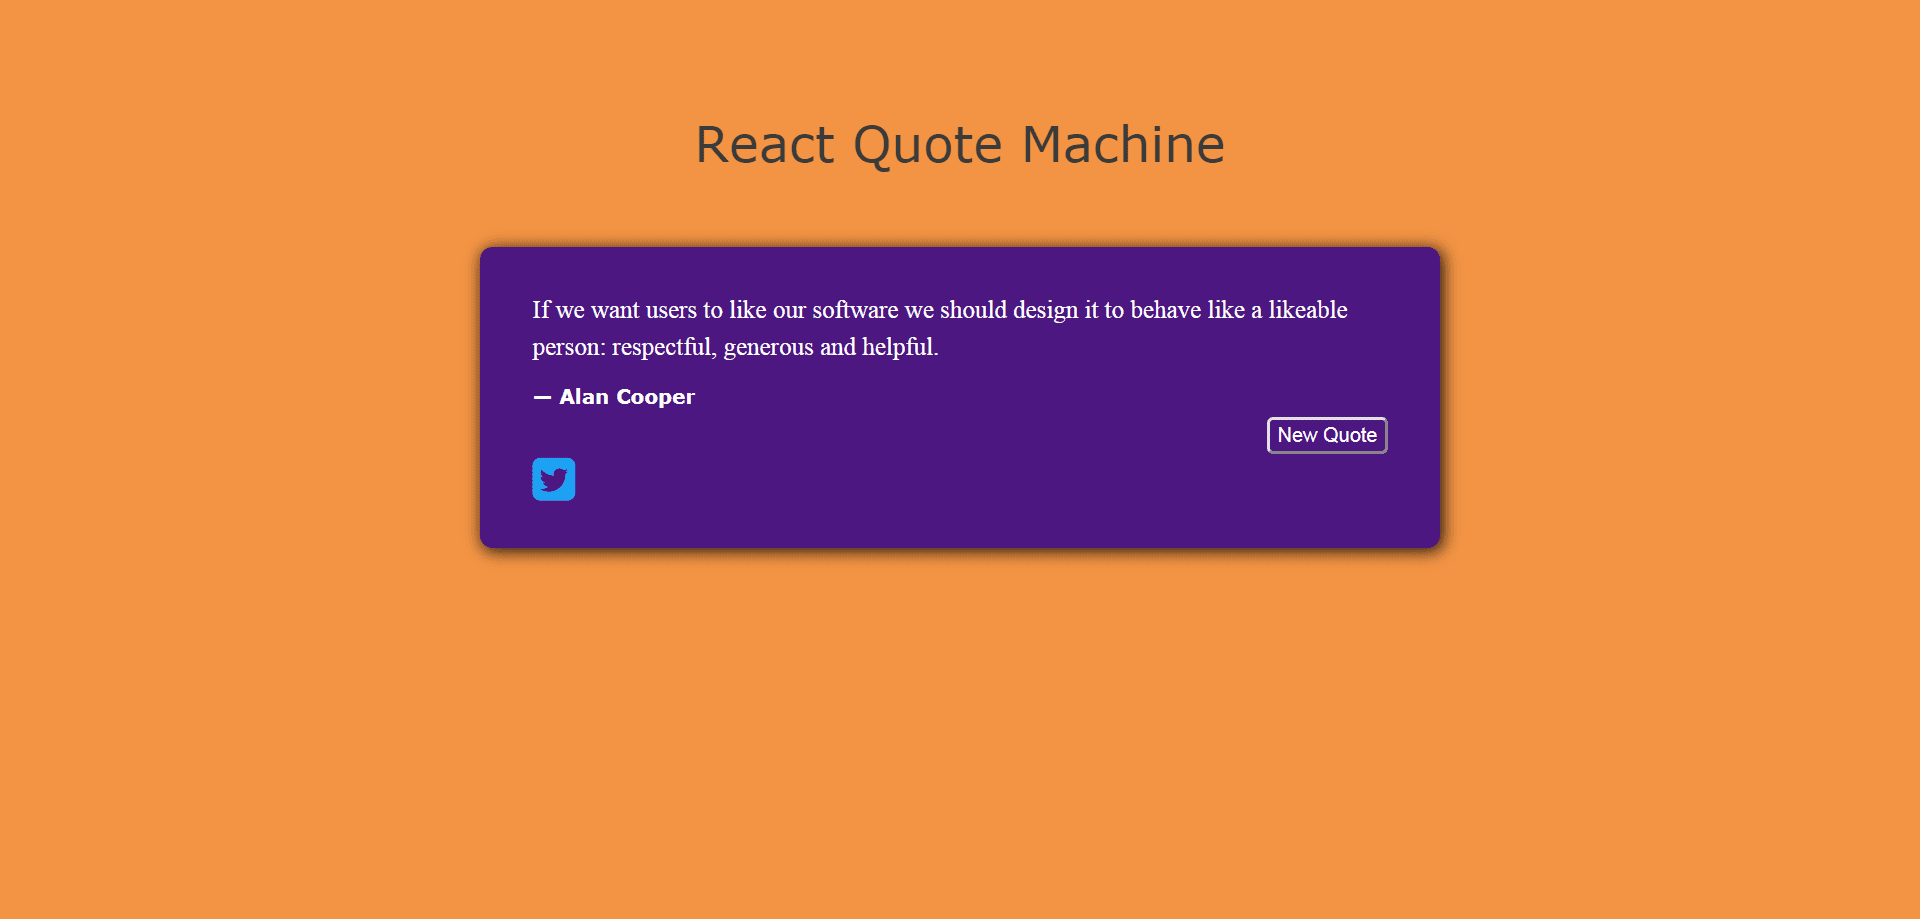 React Quote Machine
If we want users to like our software we should design it to behave like a likeable
person: respectful, generous and helpful.
— Alan Cooper
New Quote